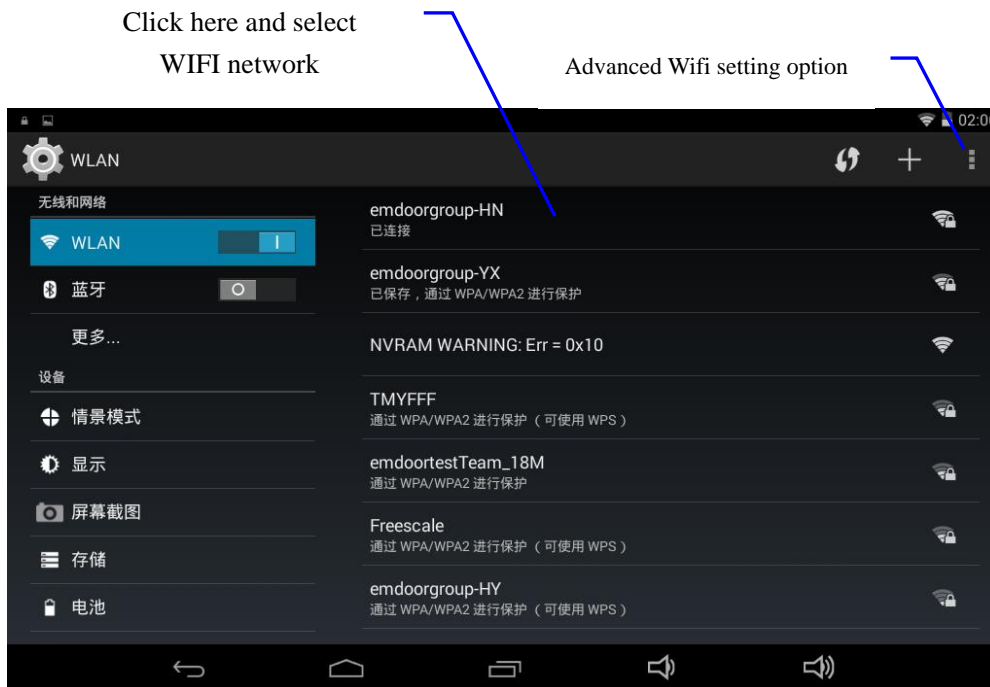 Click here and select
WIFI network
Advanced Wifi setting option
WLAN
无线和网络
WLAN
蓝牙
更多...
设备
情景模式
显示
屏幕截图
存储
电池
emdoorgroup-HN
已连接
emdoorgroup-YX
已保存，通过 WPA/WPA2 进行保护
NVRAM WARNING: Err = 0x10
TMYFFF
通过 WPA/WPA2 进行保护（可使用 WPS）
emdoortestTeam_18M
通过 WPA/WPA2 进行保护
Freescale
通过 WPA/WPA2 进行保护（可使用 WPS）
emdoorgroup-HY
通过 WPA/WPA2 进行保护（可使用 WPS）